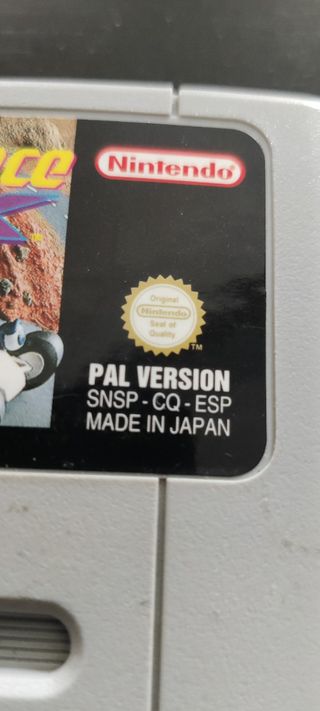 Nintendo
Original
Nintendo
Seal of
Quality
TM
PAL VERSION
SNSP - CQ - ESP
MADE IN JAPAN